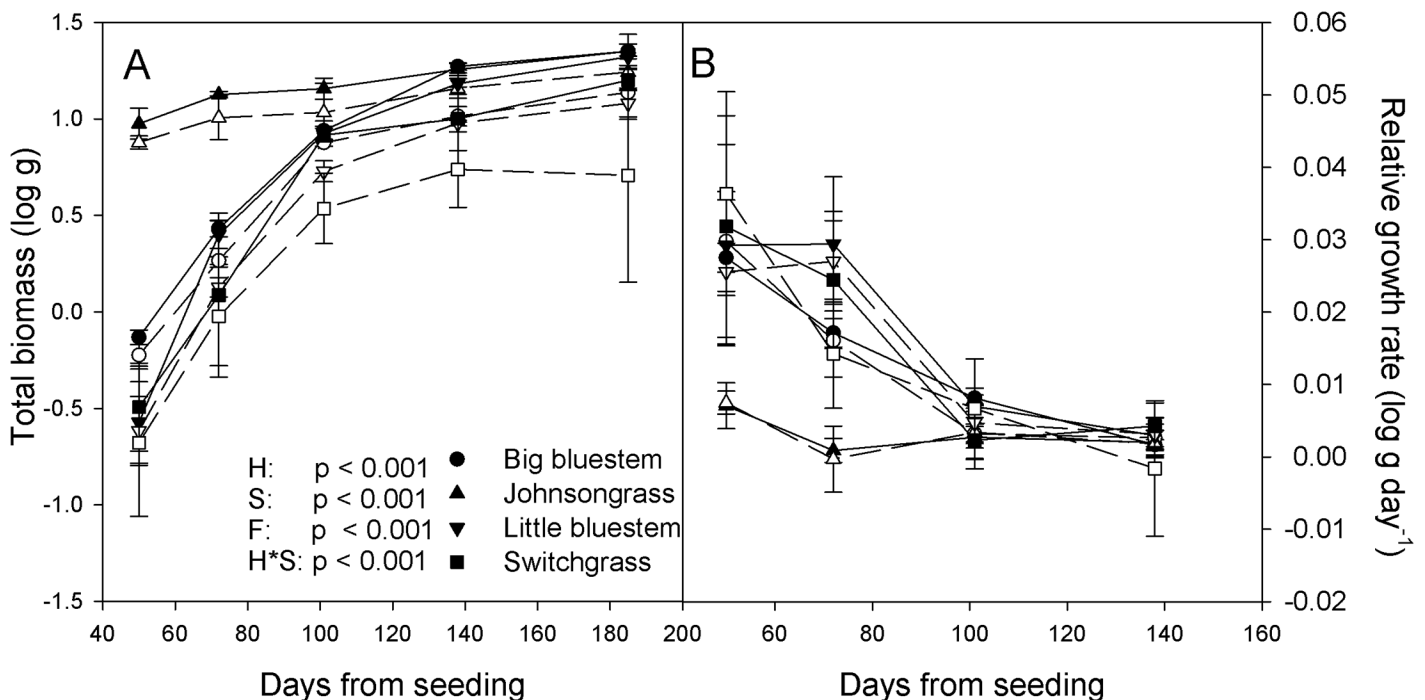 A
B
Total biomass (log g)
1.5
1.0
0.5
0.0
-0.5
-1.0
-1.5
H: p < 0.001
S: p < 0.001
F: p < 0.001
H*S: p < 0.001
Big bluestem
Johnsongrass
Little bluestem
Switchgrass
0.06
0.05
0.04
0.03
0.02
0.01
0.00
-0.01
-0.02
Relative growth rate (log g day⁻¹)
40 60 80 100 120 140 160 180 200 60 80 100 120 140 160
Days from seeding Days from seeding